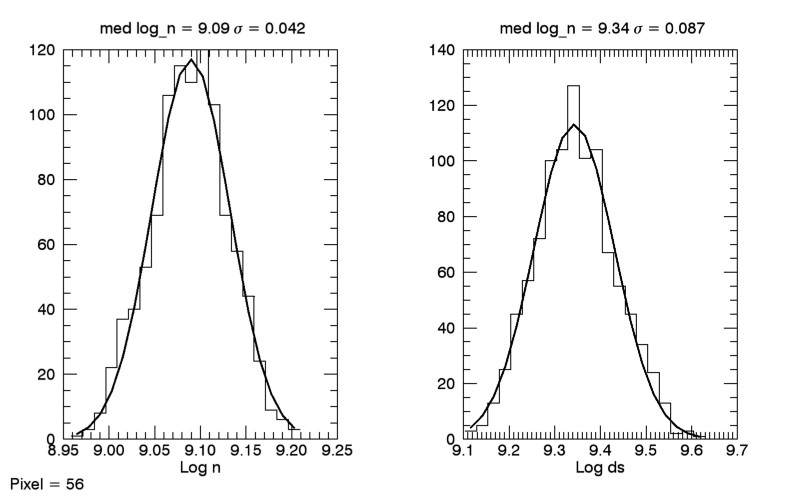 med log_n = 9.09 σ = 0.042
120
100
80
60
40
20
0
8.95 9.00 9.05 9.10 9.15 9.20 9.25
Log n
med log_n = 9.34 σ = 0.087
140
120
100
80
60
40
20
0
9.1 9.2 9.3 9.4 9.5 9.6 9.7
Log ds
Pixel = 56